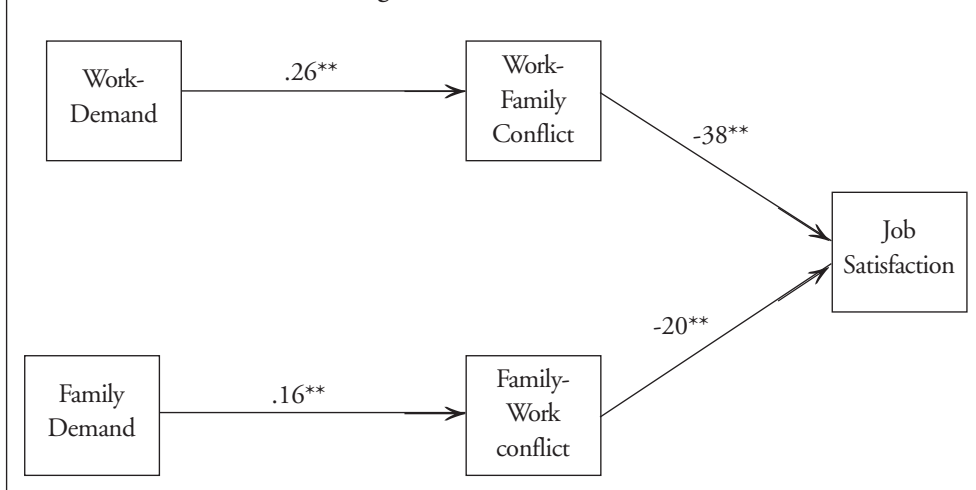 Work-
Demand
.26**
Work-
Family
Conflict
-38**
Job
Satisfaction
-20**
Family
Demand
.16**
Family-
Work
conflict